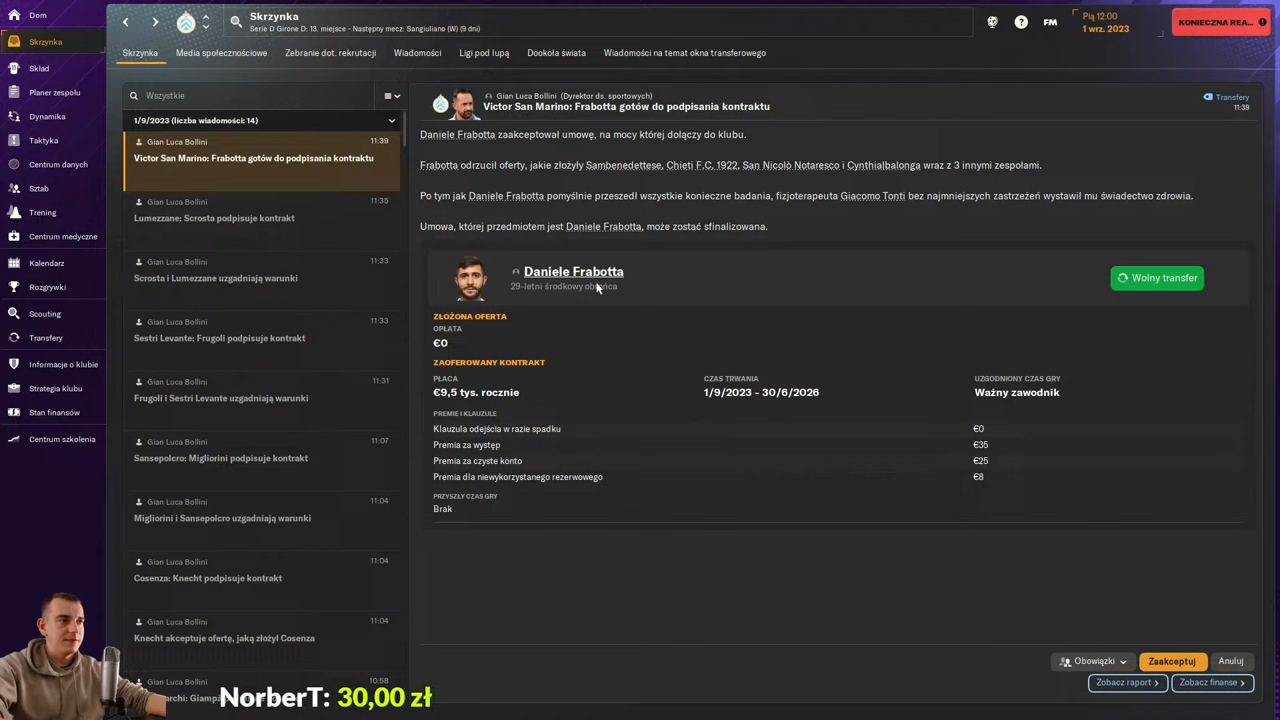 Dom
Skrzynka
Skład
Planer zespołu
Dynamika
Taktyka
Centrum danych
Sztab
Trening
Centrum medyczne
Kalendarz
Rozgrywki
Scouting
Transfery
Informacje o klubie
Strategia klubu
Stan finansów
Centrum szkolenia
Skrzynka
Serie D Girone D: 13. miejsce - Następny mecz: Sangiuliano (W) (9 dni)
FM
Pią 12:00
1 wrz. 2023
KONIECZNA REA...
Skrzynka
Media społecznościowe
Zebranie dot. rekrutacji
Wiadomości
Ligi pod lupą
Dookoła świata
Wiadomości na temat okna transferowego
Wszystkie
1/9/2023 (liczba wiadomości: 14)
Gian Luca Bollini 11:39
Victor San Marino: Frabotta gotów do podpisania kontraktu
Gian Luca Bollini 11:35
Lumezzane: Scrosta podpisuje kontrakt
Gian Luca Bollini 11:33
Scrosta i Lumezzane uzgadniają warunki
Gian Luca Bollini 11:33
Sestri Levante: Frugoli podpisuje kontrakt
Gian Luca Bollini 11:31
Frugoli i Sestri Levante uzgadniają warunki
Gian Luca Bollini 11:07
Sansepolcro: Migliorini podpisuje kontrakt
Gian Luca Bollini 11:04
Migliorini i Sansepolcro uzgadniają warunki
Gian Luca Bollini 11:04
Cosenza: Knecht podpisuje kontrakt
Gian Luca Bollini 11:04
Knecht akceptuje ofertę, jaką złożył Cosenza
Gian Luca Bollini 10:58
Gian Luca Bollini (Dyrektor ds. sportowych)
Victor San Marino: Frabotta gotów do podpisania kontraktu
Transfery
11:39
Daniele Frabotta zaakceptował umowę, na mocy której dołączy do klubu.
Frabotta odrzucił oferty, jakie złożyły Sambenedettese, Chieti F.C. 1922, San Nicolò Notaresco i Cynthialbalonga wraz z 3 innymi zespołami.
Po tym jak Daniele Frabotta pomyślnie przeszedł wszystkie konieczne badania, fizjoterapeuta Giacomo Tonti bez najmniejszych zastrzeżeń wystawił mu świadectwo zdrowia.
Umowa, której przedmiotem jest Daniele Frabotta, może zostać sfinalizowana.
Daniele Frabotta
29-letni środkowy obrońca
Wolny transfer
ZŁOŻONA OFERTA
OPŁATA
€0
ZAOFEROWANY KONTRAKT
PŁACA CZAS TRWANIA UZGODNIONY CZAS GRY
€9,5 tys. rocznie 1/9/2023 - 30/6/2026 Ważny zawodnik
PREMIE I KLAUZULE
Klauzula odejścia w razie spadku €0
Premia za występ €35
Premia za czyste konto €25
Premia dla niewykorzystanego rezerwowego €8
PRZYSZŁY CZAS GRY
Brak
Obowiązki
Zaakceptuj
Anuluj
Zobacz raport
Zobacz finanse
NorberT: 30,00 zł